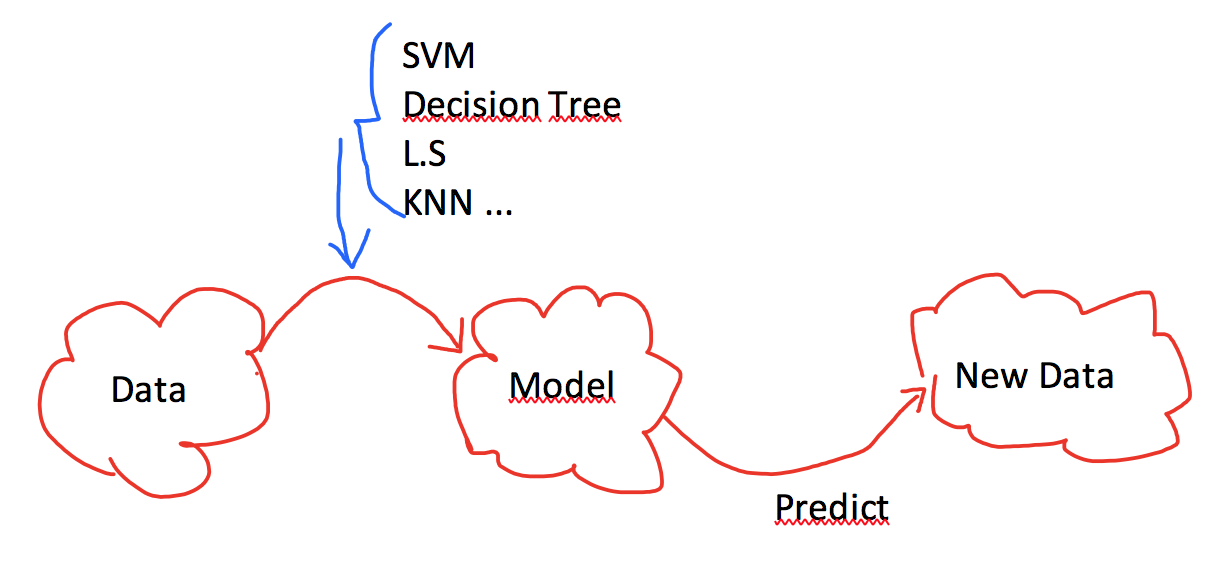 SVM
Decision Tree
L.S
KNN ...
Data
Model
New Data
Predict